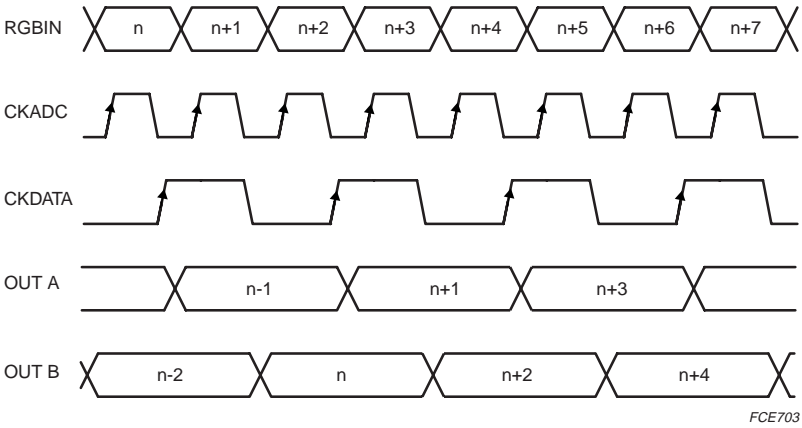 RGBIN n n+1 n+2 n+3 n+4 n+5 n+6 n+7
CKADC
CKDATA
OUT A n-1 n+1 n+3
OUT B n-2 n n+2 n+4
FCE703